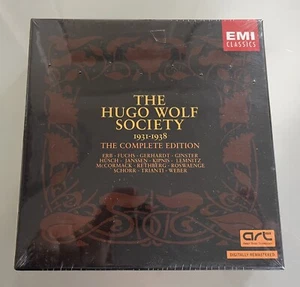 EMI
CLASSICS
THE
HUGO WOLF
SOCIETY
1931-1938
THE COMPLETE EDITION
ERB · FUCHS · GERHARDT · GINSTER
HÜSCH · JANSSEN · KIPNIS · LEMNITZ
McCORMACK · RETHBERG · ROSWAENGE
SCHORR · TRIANTI · WEBER
art
DIGITALLY REMASTERED